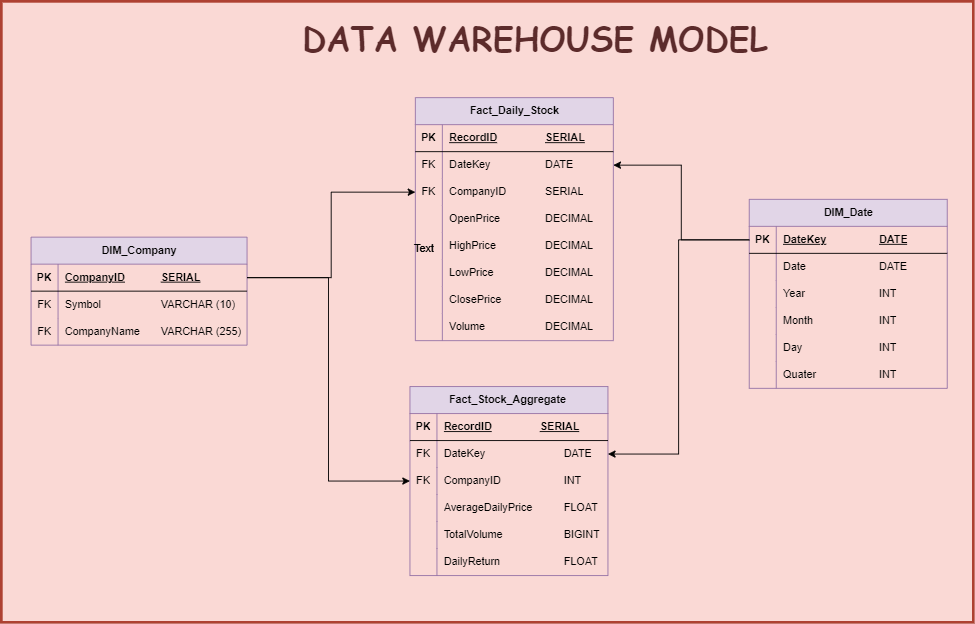 DATA WAREHOUSE MODEL
Fact_Daily_Stock
PK RecordID SERIAL
FK DateKey DATE
FK CompanyID SERIAL
OpenPrice DECIMAL
Text HighPrice DECIMAL
LowPrice DECIMAL
ClosePrice DECIMAL
Volume DECIMAL
DIM_Company
PK CompanyID SERIAL
FK Symbol VARCHAR (10)
FK CompanyName VARCHAR (255)
DIM_Date
PK DateKey DATE
Date DATE
Year INT
Month INT
Day INT
Quater INT
Fact_Stock_Aggregate
PK RecordID SERIAL
FK DateKey DATE
FK CompanyID INT
AverageDailyPrice FLOAT
TotalVolume BIGINT
DailyReturn FLOAT